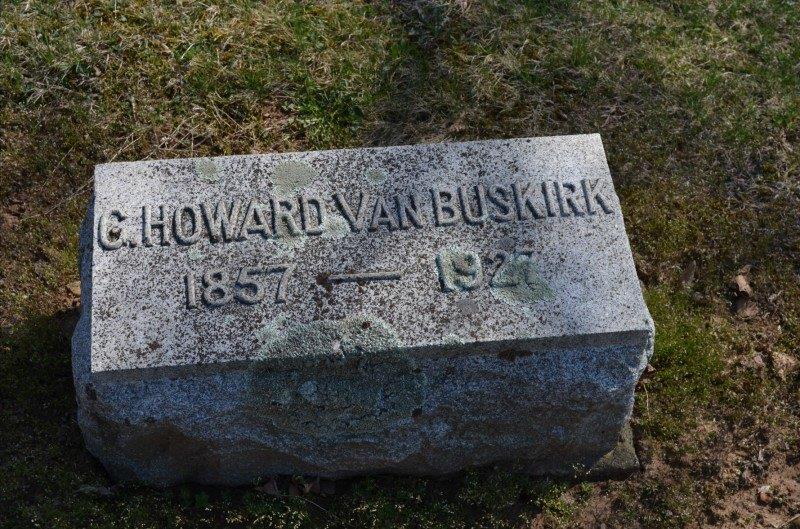 C. HOWARD VAN BUSKIRK
1857 — 1927